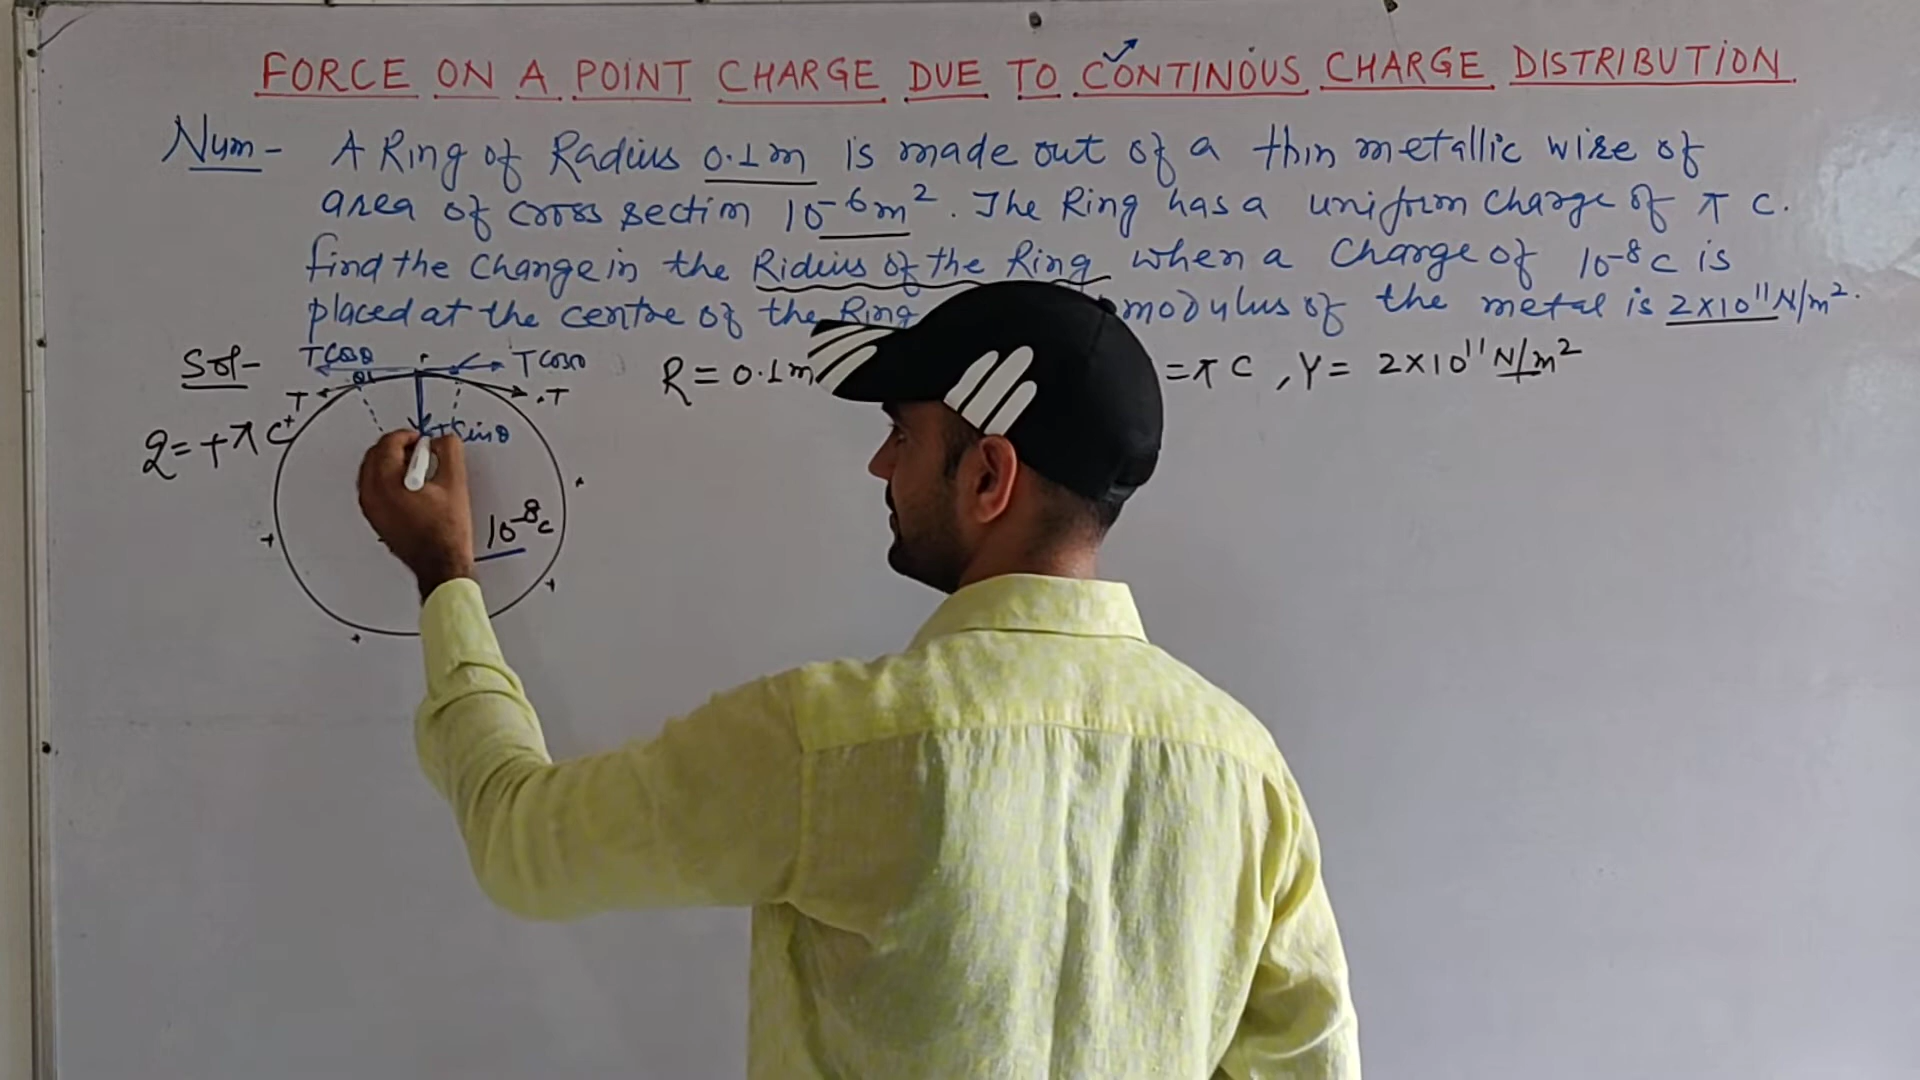 FORCE ON A POINT CHARGE DUE TO CONTINOUS CHARGE DISTRIBUTION
Num- A Ring of Radius 0.1m is made out of a thin metallic wire of
area of cross section 10⁻⁶m². The Ring has a uniform charge of π C.
find the change in the Ridius of the Ring when a charge of 10⁻⁸C is
placed at the centre of the Ring modulus of the metal is 2×10¹¹N/m².
Sol- R = 0.1m = π C , Y = 2×10¹¹ N/m²
Tcosθ Tcosθ
T T
q = +π C
Sinθ
10⁻⁸C